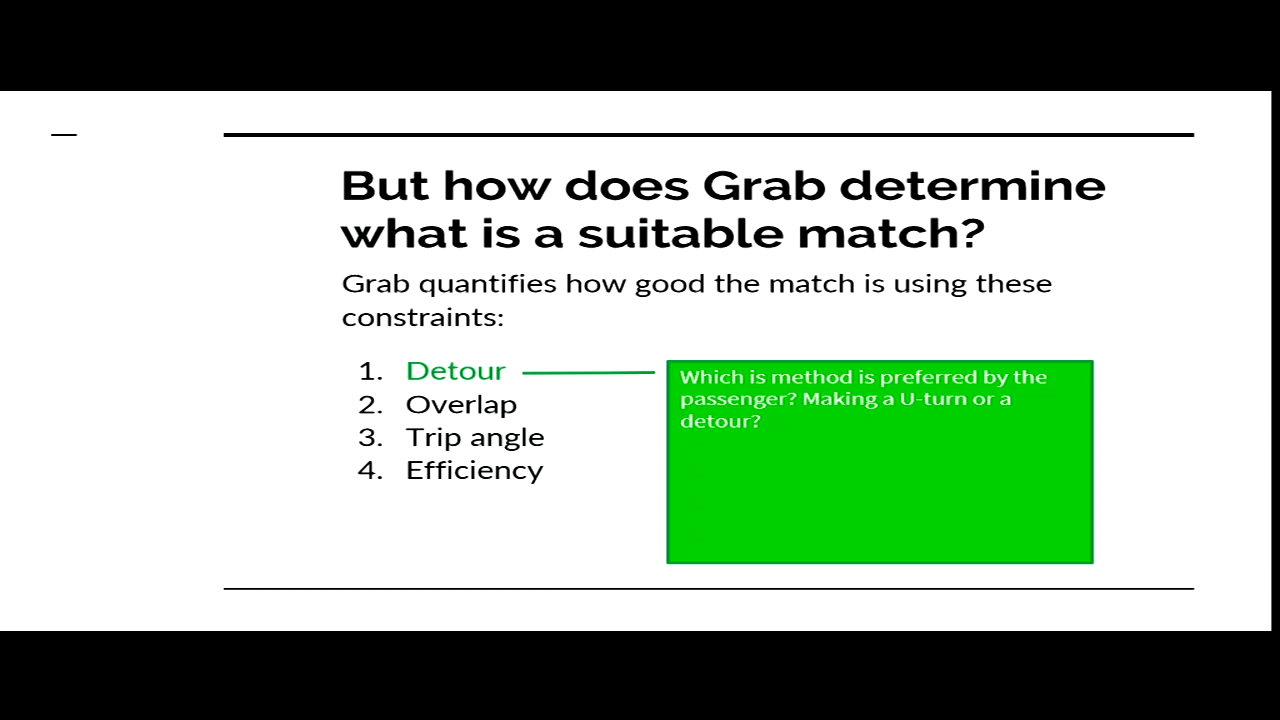 But how does Grab determine
what is a suitable match?
Grab quantifies how good the match is using these
constraints:
1. Detour
2. Overlap
3. Trip angle
4. Efficiency
Which is method is preferred by the
passenger? Making a U-turn or a
detour?